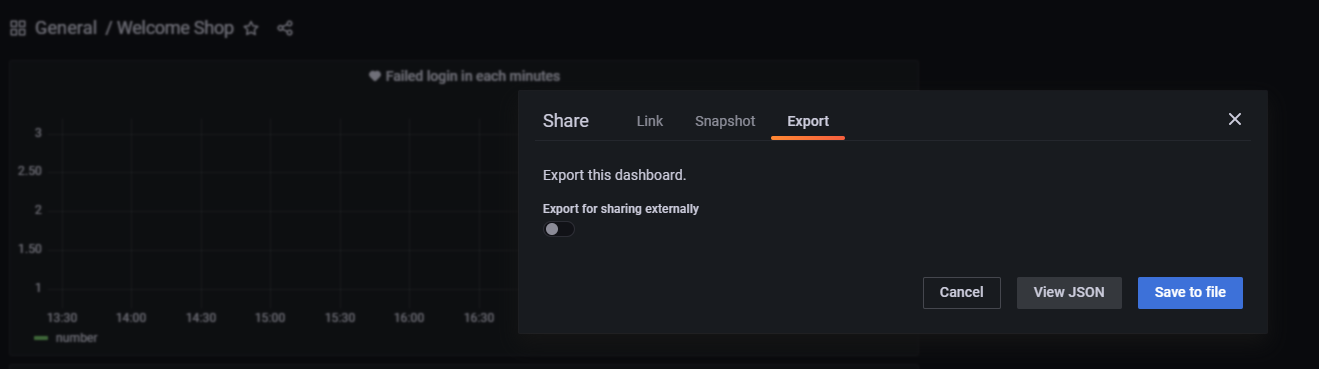 General / Welcome Shop
Failed login in each minutes
3
2.50
2
1.50
1
13:30 14:00 14:30 15:00 15:30 16:00 16:30
number
Share Link Snapshot Export
Export this dashboard.
Export for sharing externally
Cancel View JSON Save to file